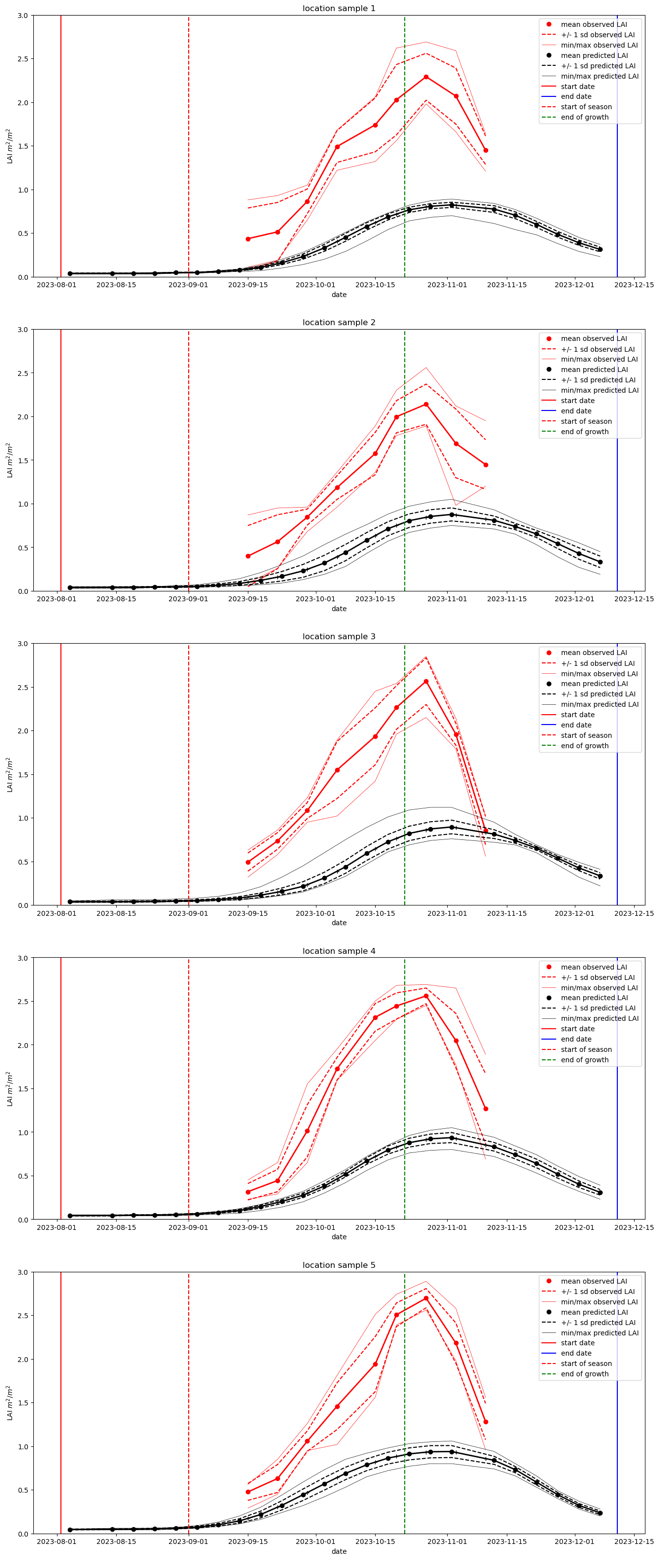 location sample 1
3.0
2.5
2.0
1.5
1.0
0.5
0.0
LAI m²/m²
mean observed LAI
+/- 1 sd observed LAI
min/max observed LAI
mean predicted LAI
+/- 1 sd predicted LAI
min/max predicted LAI
start date
end date
start of season
end of growth
2023-08-01 2023-08-15 2023-09-01 2023-09-15 2023-10-01 2023-10-15 2023-11-01 2023-11-15 2023-12-01 2023-12-15
date
location sample 2
3.0
2.5
2.0
1.5
1.0
0.5
0.0
LAI m²/m²
mean observed LAI
+/- 1 sd observed LAI
min/max observed LAI
mean predicted LAI
+/- 1 sd predicted LAI
min/max predicted LAI
start date
end date
start of season
end of growth
2023-08-01 2023-08-15 2023-09-01 2023-09-15 2023-10-01 2023-10-15 2023-11-01 2023-11-15 2023-12-01 2023-12-15
date
location sample 3
3.0
2.5
2.0
1.5
1.0
0.5
0.0
LAI m²/m²
mean observed LAI
+/- 1 sd observed LAI
min/max observed LAI
mean predicted LAI
+/- 1 sd predicted LAI
min/max predicted LAI
start date
end date
start of season
end of growth
2023-08-01 2023-08-15 2023-09-01 2023-09-15 2023-10-01 2023-10-15 2023-11-01 2023-11-15 2023-12-01 2023-12-15
date
location sample 4
3.0
2.5
2.0
1.5
1.0
0.5
0.0
LAI m²/m²
mean observed LAI
+/- 1 sd observed LAI
min/max observed LAI
mean predicted LAI
+/- 1 sd predicted LAI
min/max predicted LAI
start date
end date
start of season
end of growth
2023-08-01 2023-08-15 2023-09-01 2023-09-15 2023-10-01 2023-10-15 2023-11-01 2023-11-15 2023-12-01 2023-12-15
date
location sample 5
3.0
2.5
2.0
1.5
1.0
0.5
0.0
LAI m²/m²
mean observed LAI
+/- 1 sd observed LAI
min/max observed LAI
mean predicted LAI
+/- 1 sd predicted LAI
min/max predicted LAI
start date
end date
start of season
end of growth
2023-08-01 2023-08-15 2023-09-01 2023-09-15 2023-10-01 2023-10-15 2023-11-01 2023-11-15 2023-12-01 2023-12-15
date